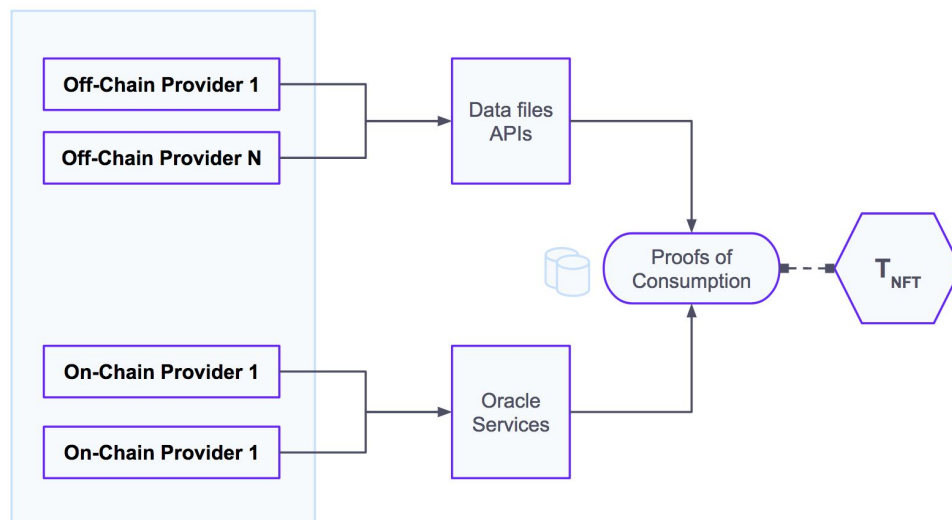 Off-Chain Provider 1
Off-Chain Provider N
Data files
APIs
Proofs of
Consumption
T NFT
On-Chain Provider 1
On-Chain Provider 1
Oracle
Services